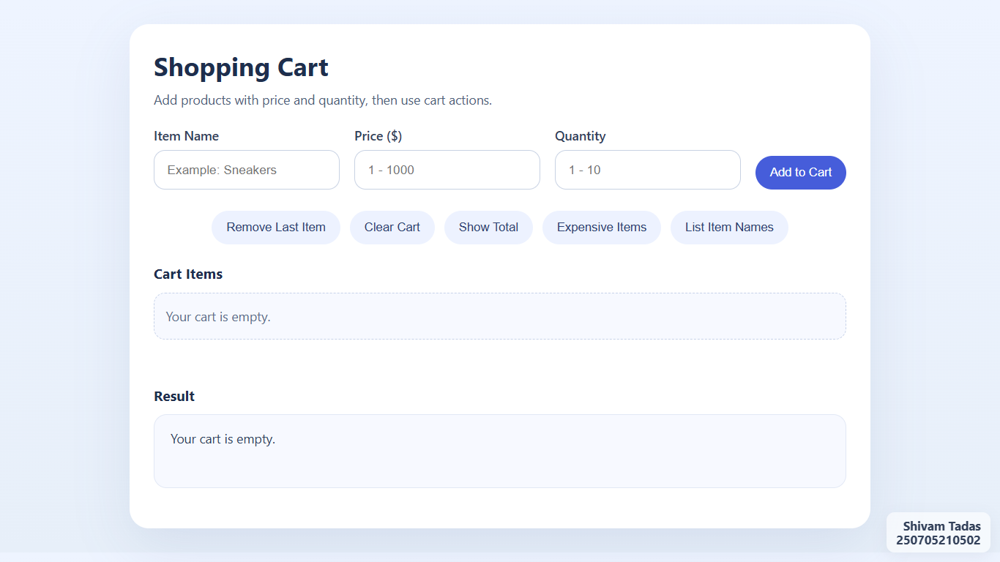 Shopping Cart
Add products with price and quantity, then use cart actions.
Item Name
Price ($)
Quantity
Example: Sneakers
1 - 1000
1 - 10
Add to Cart
Remove Last Item
Clear Cart
Show Total
Expensive Items
List Item Names
Cart Items
Your cart is empty.
Result
Your cart is empty.
Shivam Tadas
250705210502